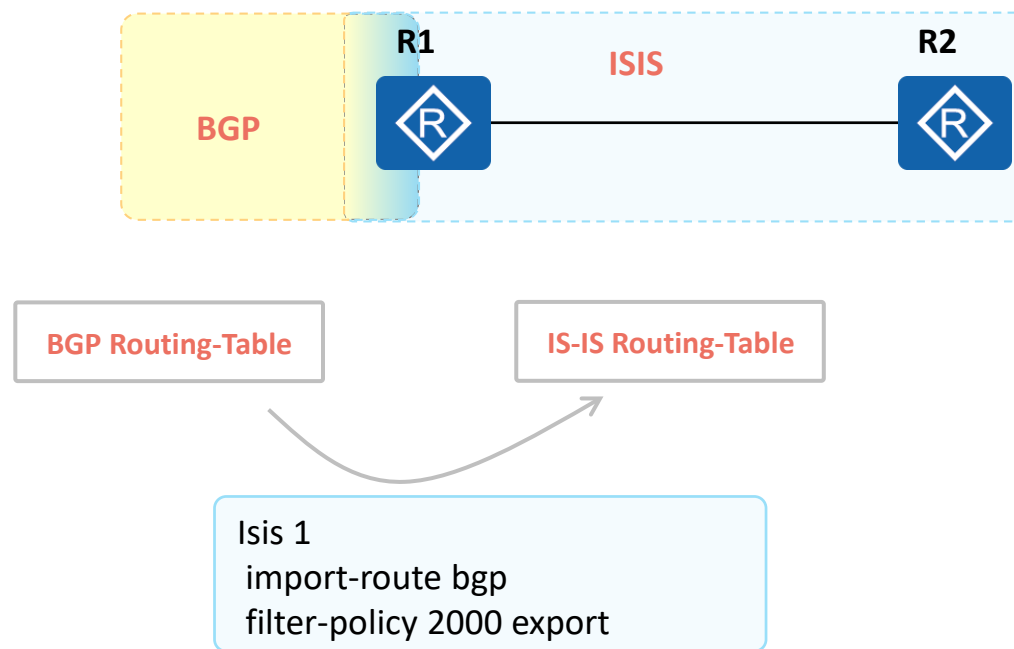 R1
ISIS
R2
BGP
R
R
BGP Routing-Table
IS-IS Routing-Table
Isis 1
import-route bgp
filter-policy 2000 export